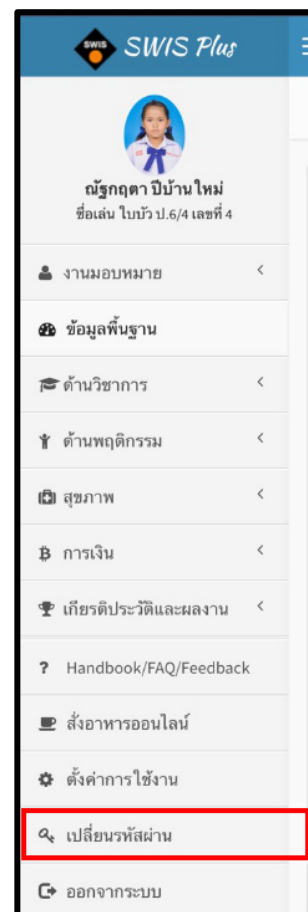 SWIS
SWIS Plus
ณัฐกฤตา ปีบ้านใหม่
ชื่อเล่น ใบบัว ป.6/4 เลขที่ 4
งานมอบหมาย
ข้อมูลพื้นฐาน
ด้านวิชาการ
ด้านพฤติกรรม
สุขภาพ
การเงิน
เกียรติประวัติและผลงาน
? Handbook/FAQ/Feedback
สั่งอาหารออนไลน์
ตั้งค่าการใช้งาน
เปลี่ยนรหัสผ่าน
ออกจากระบบ